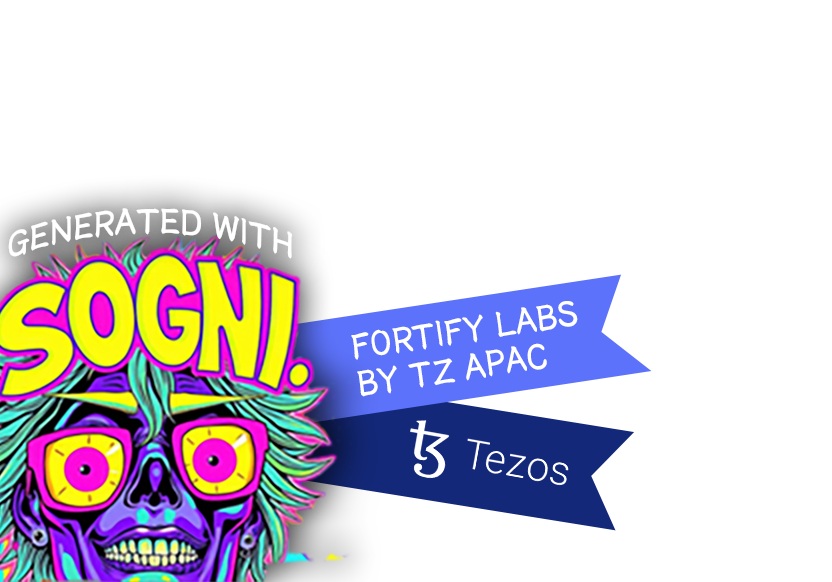 GENERATED WITH
SOGNI.
FORTIFY LABS
BY TZ APAC
Tezos